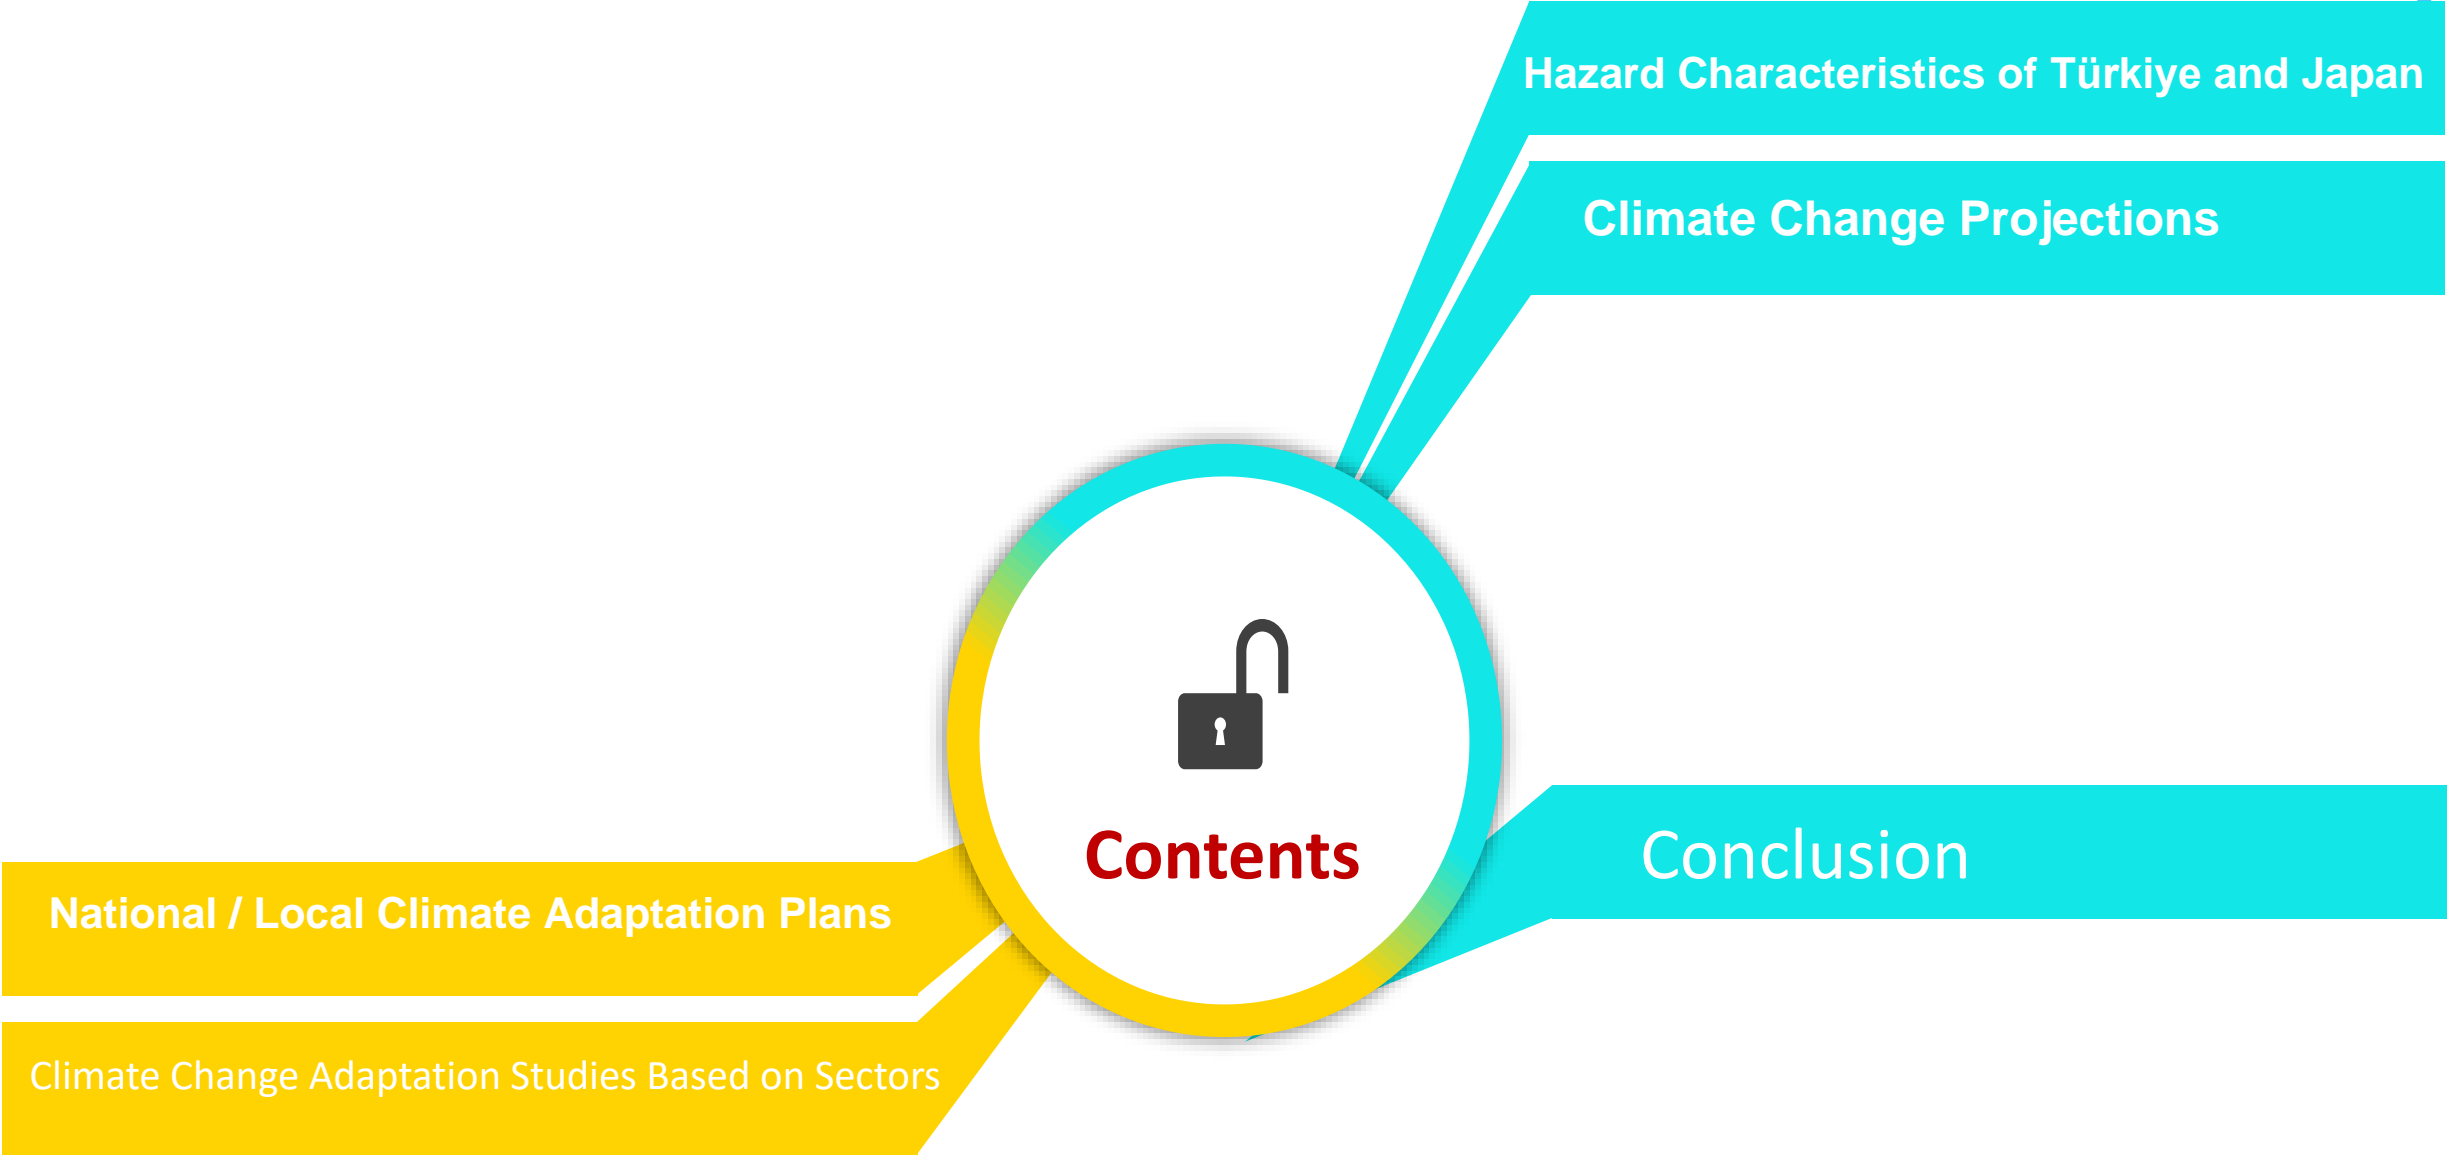 Hazard Characteristics of Türkiye and Japan
Climate Change Projections
Contents
Conclusion
National / Local Climate Adaptation Plans
Climate Change Adaptation Studies Based on Sectors